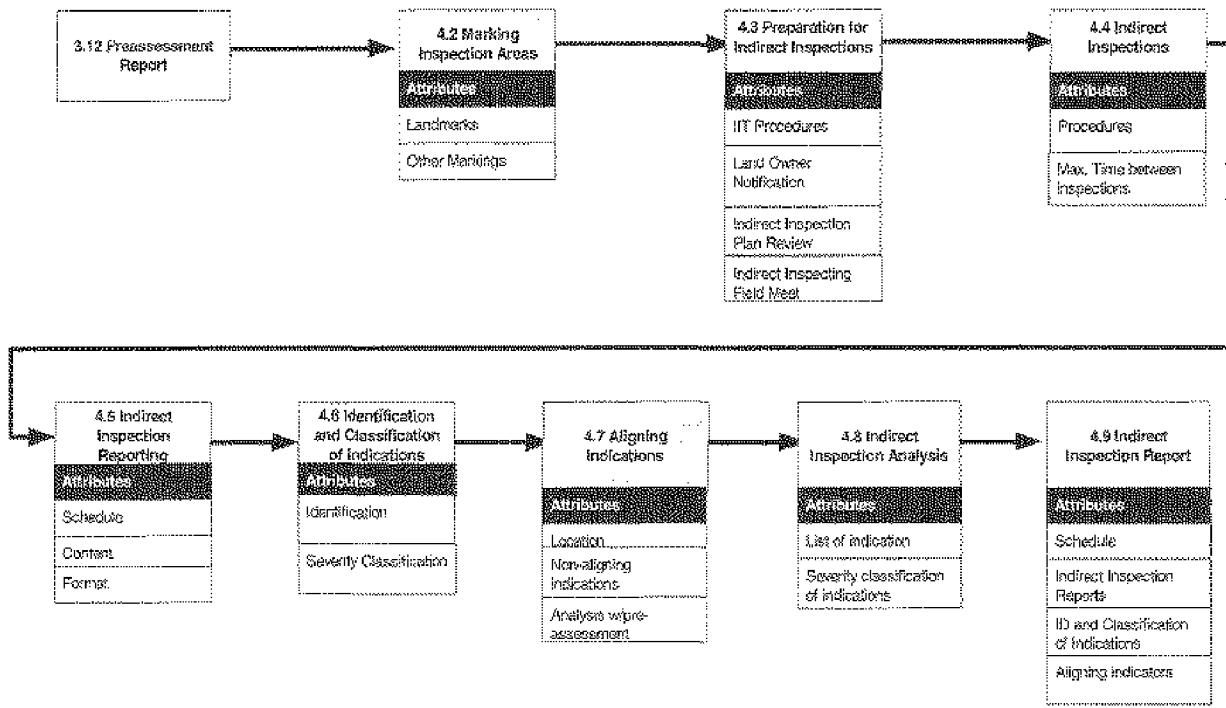 3.12 Preassessment
Report
4.2 Marking
Inspection Areas
Attributes
Landmarks
Other Markings
4.3 Preparation for
Indirect Inspections
Attributes
IIT Procedures
Land Owner
Notification
Indirect Inspection
Plan Review
Indirect Inspecting
Field Meet
4.4 Indirect
Inspections
Attributes
Procedures
Max. Time between
Inspections
4.5 Indirect
Inspection
Reporting
Attributes
Schedule
Content
Format
4.6 Identification
and Classification
of Indications
Attributes
Identification
Severity Classification
4.7 Aligning
Indications
Attributes
Location
Non-aligning
Indications
Analysis w/pre-
assessment
4.8 Indirect
Inspection Analysis
Attributes
List of indication
Severity classification
of indications
4.9 Indirect
Inspection Report
Attributes
Schedule
Indirect Inspection
Reports
ID and Classification
of Indications
Aligning Indicators